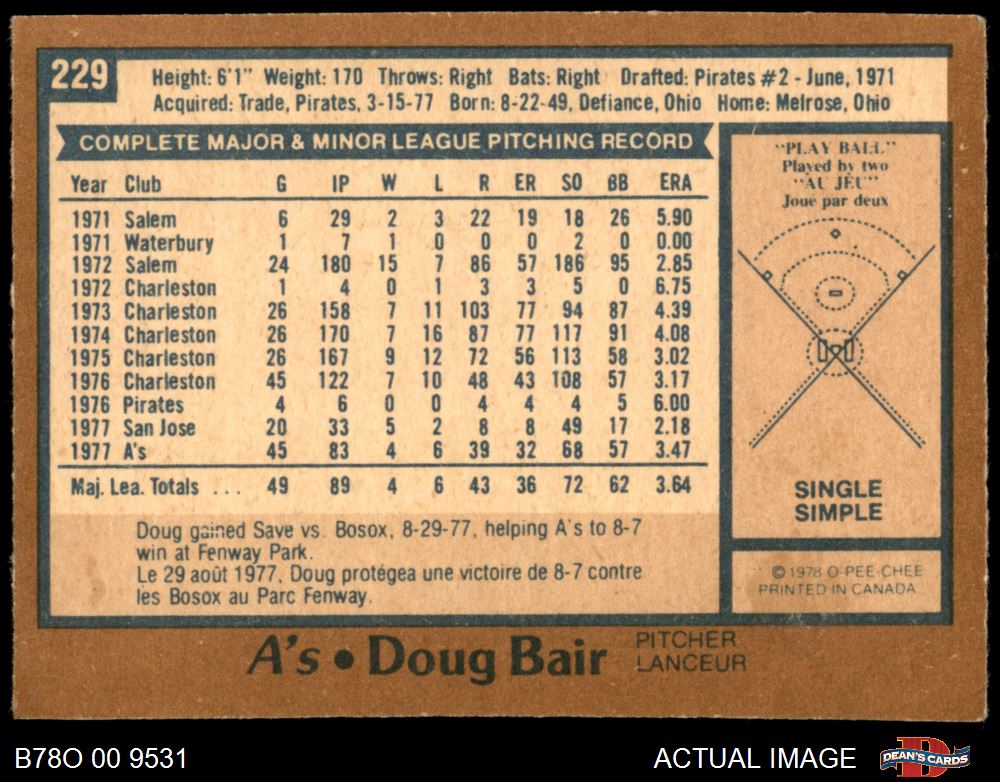 229
Height: 6'1" Weight: 170 Throws: Right Bats: Right Drafted: Pirates #2 - June, 1971
Acquired: Trade, Pirates, 3-15-77 Born: 8-22-49, Defiance, Ohio Home: Melrose, Ohio
COMPLETE MAJOR & MINOR LEAGUE PITCHING RECORD
Year Club G IP W L R ER SO BB ERA
1971 Salem 6 29 2 3 22 19 18 26 5.90
1971 Waterbury 1 7 1 0 0 0 2 0 0.00
1972 Salem 24 180 15 7 86 57 186 95 2.85
1972 Charleston 1 4 0 1 3 3 5 0 6.75
1973 Charleston 26 158 7 11 103 77 94 87 4.39
1974 Charleston 26 170 7 16 87 77 117 91 4.08
1975 Charleston 26 167 9 12 72 56 113 58 3.02
1976 Charleston 45 122 7 10 48 43 108 57 3.17
1976 Pirates 4 6 0 0 4 4 4 5 6.00
1977 San Jose 20 33 5 2 8 8 49 17 2.18
1977 A's 45 83 4 6 39 32 68 57 3.47
Maj. Lea. Totals ... 49 89 4 6 43 36 72 62 3.64
Doug gained Save vs. Bosox, 8-29-77, helping A's to 8-7
win at Fenway Park.
Le 29 août 1977, Doug protégea une victoire de 8-7 contre
les Bosox au Parc Fenway.
"PLAY BALL"
Played by two
"AU JEU"
Joué par deux
SINGLE
SIMPLE
© 1978 O-PEE-CHEE
PRINTED IN CANADA
A's • Doug Bair
PITCHER
LANCEUR
B78O 00 9531
ACTUAL IMAGE
DEAN'S CARDS